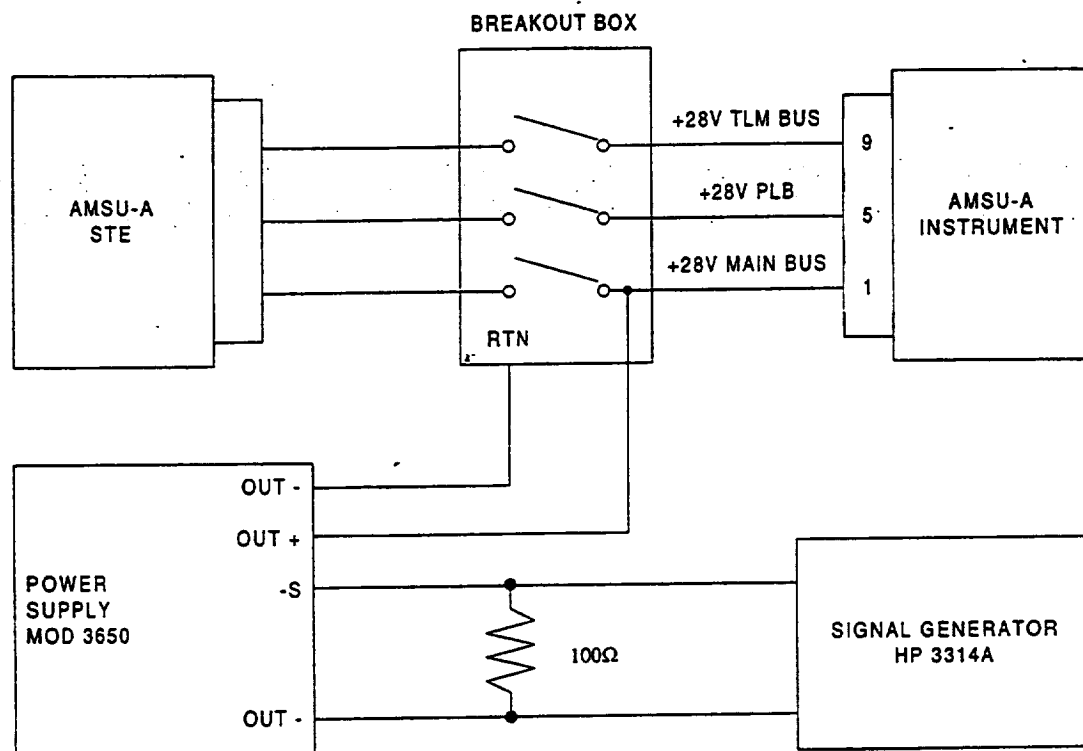 BREAKOUT BOX
AMSU-A
STE
+28V TLM BUS
9
+28V PLB
5
+28V MAIN BUS
1
AMSU-A
INSTRUMENT
RTN
OUT -
OUT +
-S
POWER
SUPPLY
MOD 3650
100Ω
OUT -
SIGNAL GENERATOR
HP 3314A